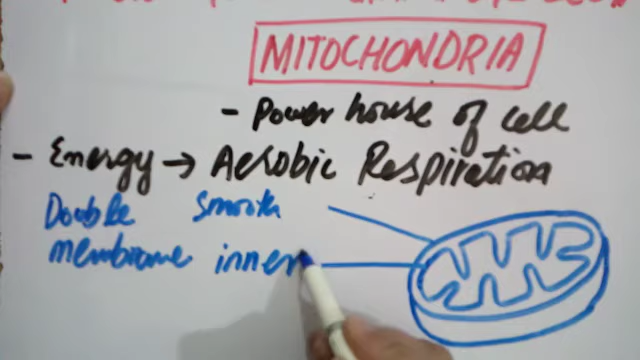 MITOCHONDRIA
- Power house of cell
- Energy → Aerobic Respiration
Double Smooth
membrane inner